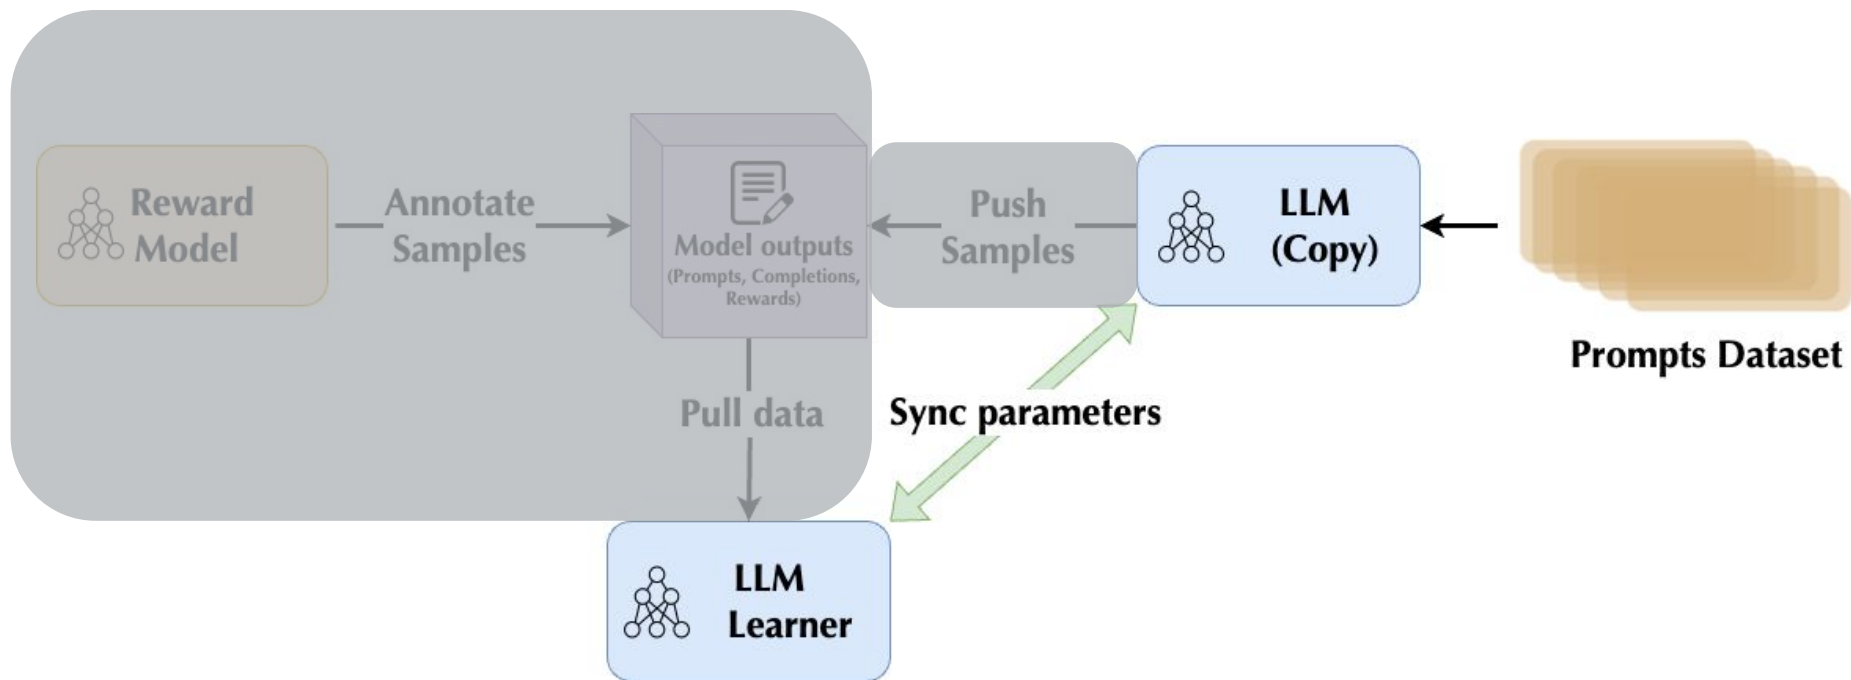 Reward
Model
Annotate
Samples
Model outputs
(Prompts, Completions,
Rewards)
Push
Samples
LLM
(Copy)
Prompts Dataset
Pull data
Sync parameters
LLM
Learner